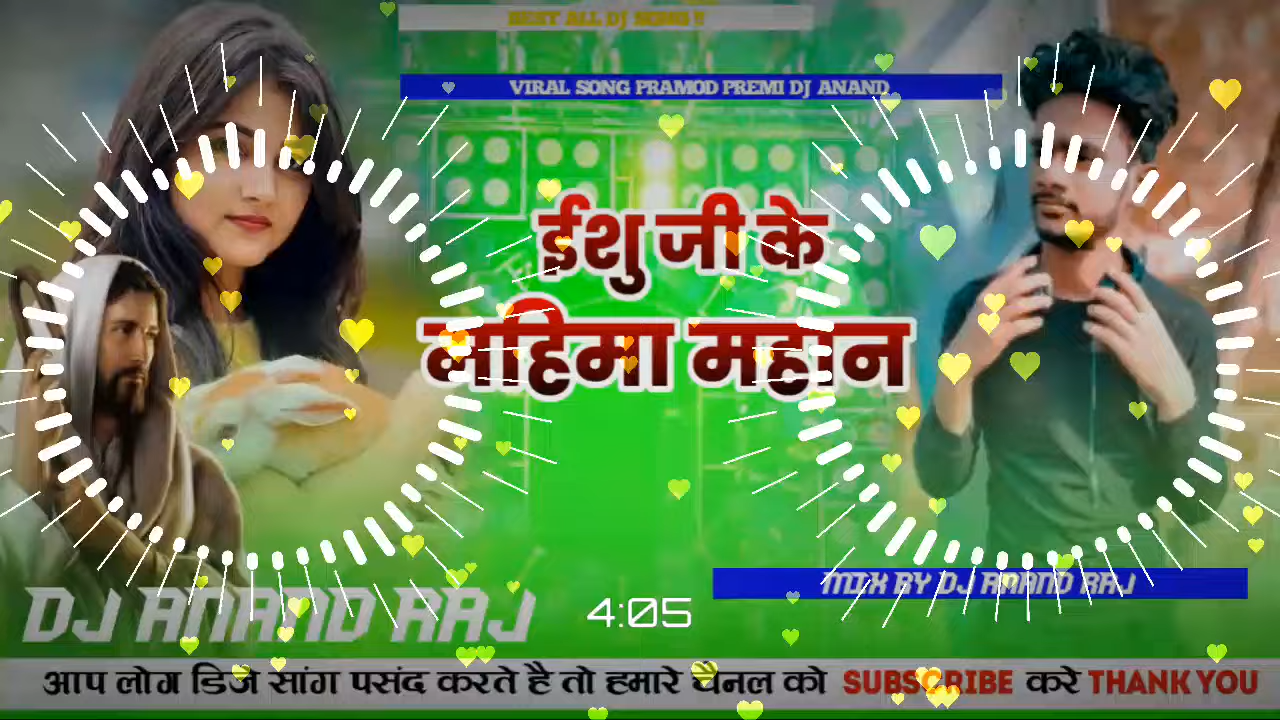 BEST ALL DJ SONG !!
VIRAL SONG PRAMOD PREMI DJ ANAND
ईशु जी के
महिमा महान
MIX BY DJ ANAND RAJ
DJ ANAND RAJ
4:05
आप लोग डिजे सांग पसंद करते है तो हमारे चैनल को SUBSCRIBE करे THANK YOU